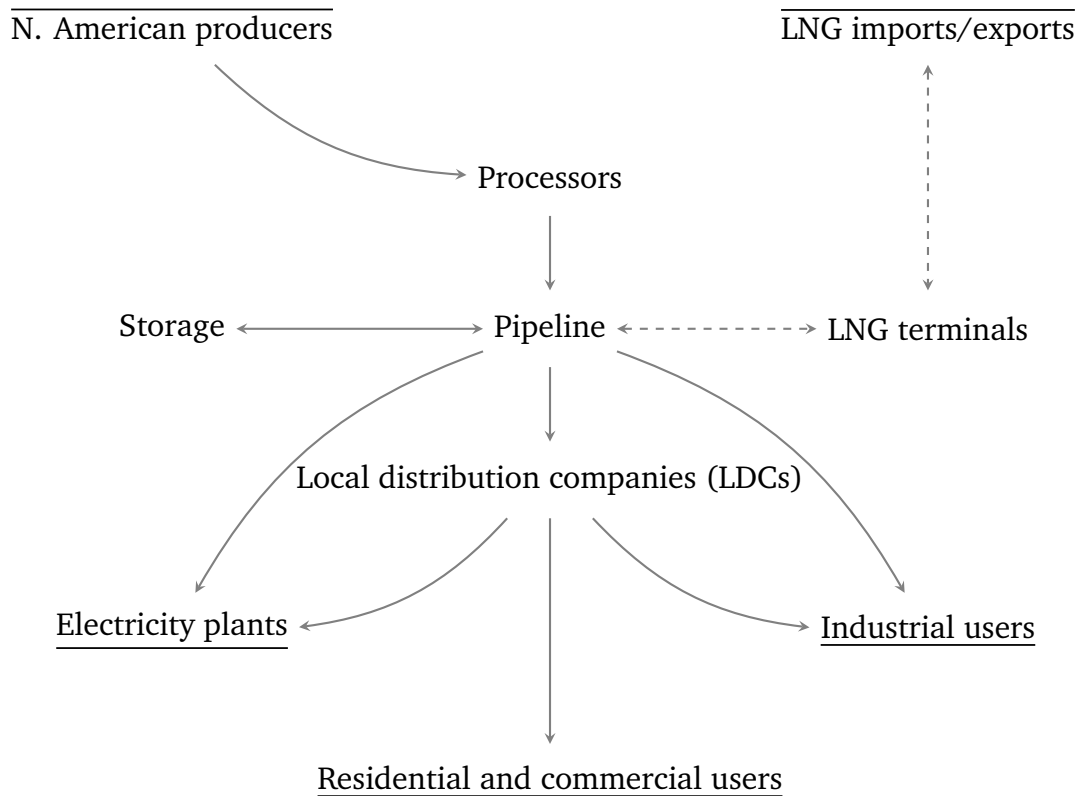 N. American producers
LNG imports/exports
Processors
Storage
Pipeline
LNG terminals
Local distribution companies (LDCs)
Electricity plants
Industrial users
Residential and commercial users